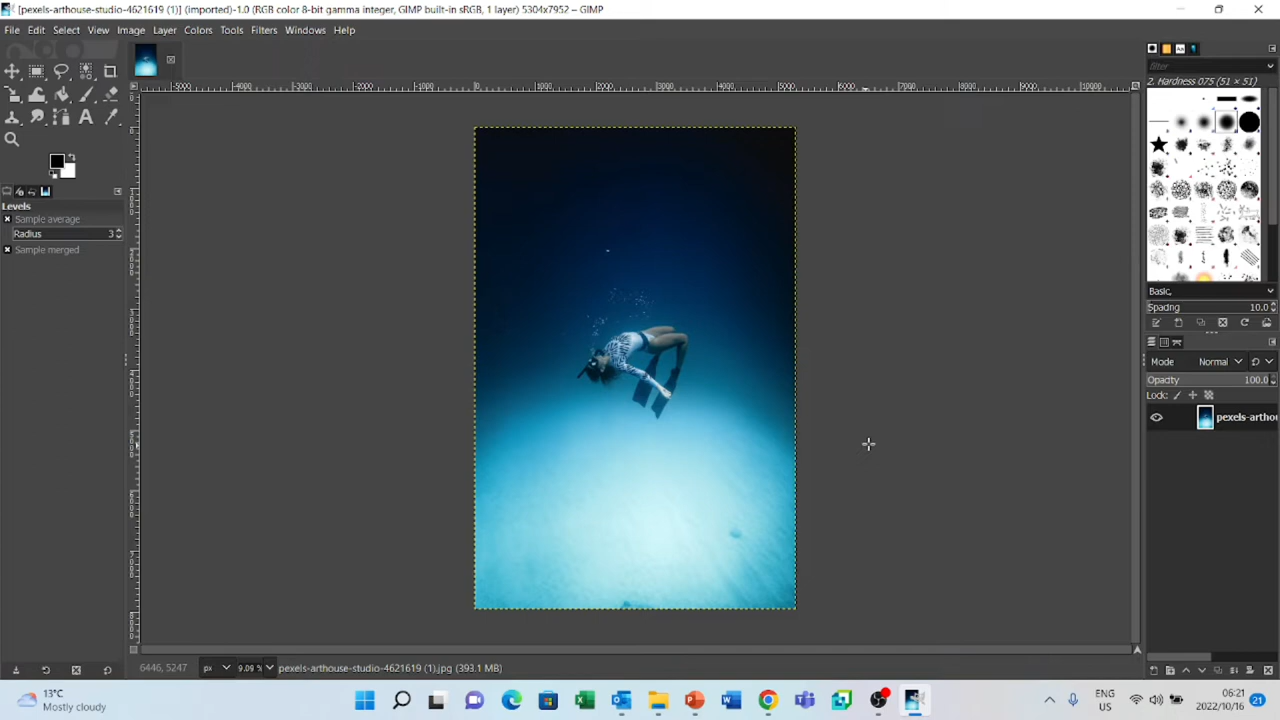 [pexels-arthouse-studio-4621619 (1)] (imported)-1.0 (RGB color 8-bit gamma integer, GIMP built-in sRGB, 1 layer) 5304x7952 – GIMP
File Edit Select View Image Layer Colors Tools Filters Windows Help
Levels
Sample average
Radius 3
Sample merged
filter
2. Hardness 075 (51 × 51)
Basic,
Spacing 10.0
Mode Normal
Opacity 100.0
Lock:
pexels-artho
6446, 5247 px 9.09 % pexels-arthouse-studio-4621619 (1).jpg (393.1 MB)
13°C
Mostly cloudy
ENG
US
06:21
2022/10/16
21